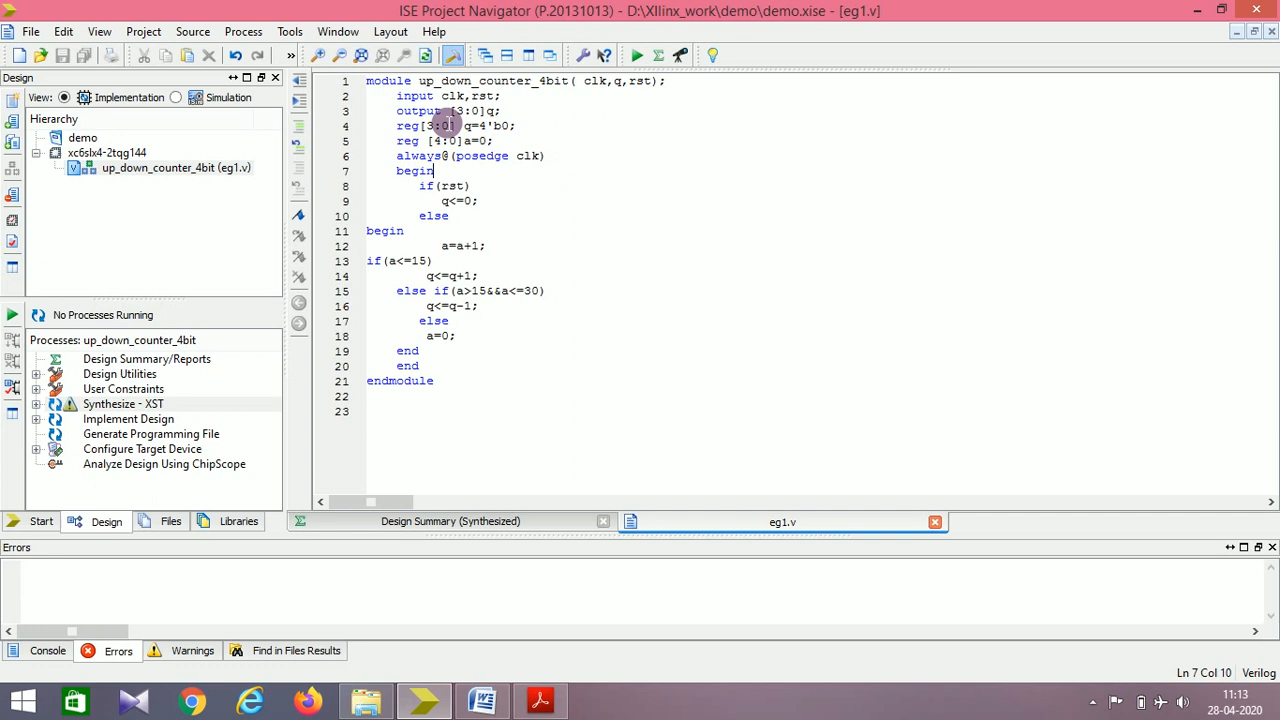 ISE Project Navigator (P.20131013) - D:\XIlinx_work\demo\demo.xise - [eg1.v]
File Edit View Project Source Process Tools Window Layout Help
Design
View: Implementation Simulation
Hierarchy
demo
xc6slx4-2tqg144
up_down_counter_4bit (eg1.v)
No Processes Running
Processes: up_down_counter_4bit
Design Summary/Reports
Design Utilities
User Constraints
Synthesize - XST
Implement Design
Generate Programming File
Configure Target Device
Analyze Design Using ChipScope
Start Design Files Libraries
1 module up_down_counter_4bit( clk,q,rst);
2 input clk,rst;
3 output [3:0]q;
4 reg[3:0] q=4'b0;
5 reg [4:0]a=0;
6 always@(posedge clk)
7 begin
8 if(rst)
9 q<=0;
10 else
11 begin
12 a=a+1;
13 if(a<=15)
14 q<=q+1;
15 else if(a>15&&a<=30)
16 q<=q-1;
17 else
18 a=0;
19 end
20 end
21 endmodule
22
23
Design Summary (Synthesized) eg1.v
Errors
Console Errors Warnings Find in Files Results
Ln 7 Col 10 Verilog
11:13
28-04-2020